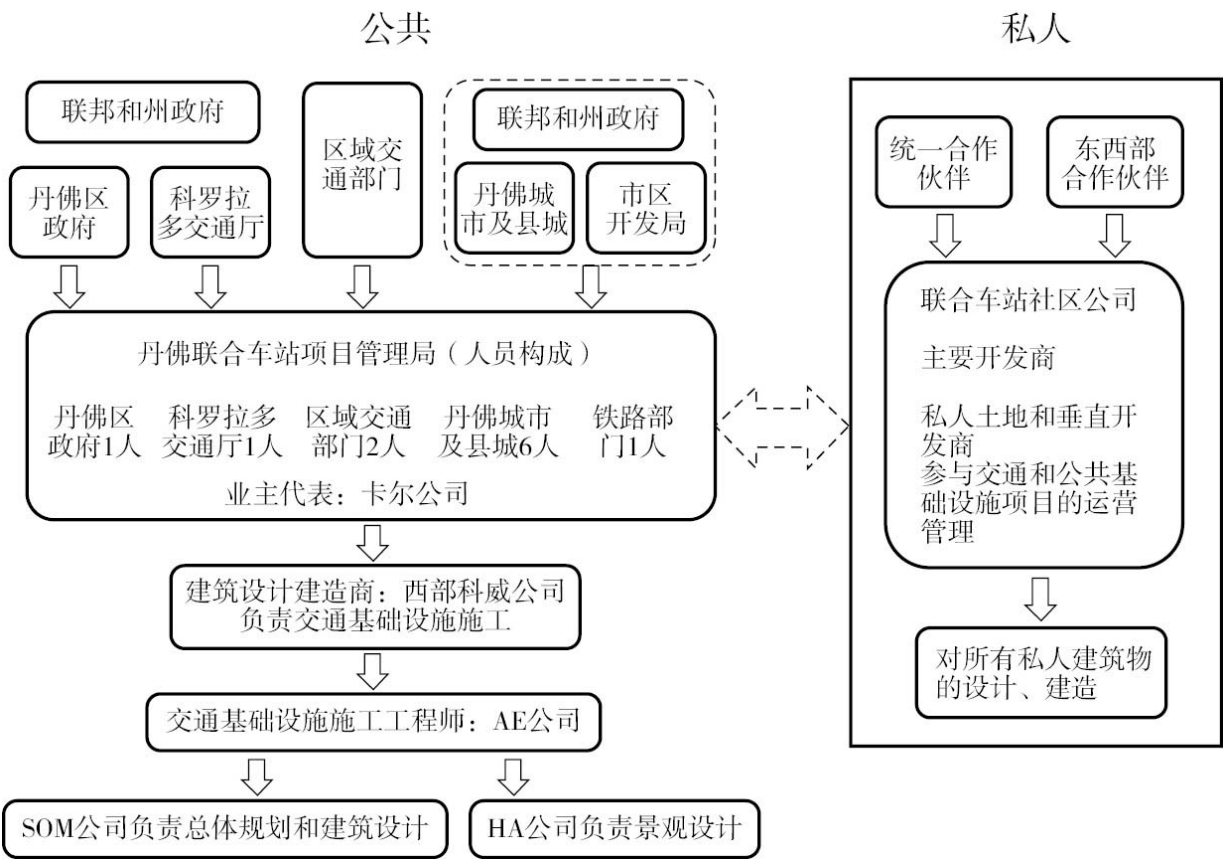 公共
私人
联邦和州政府
丹佛区
政府
科罗拉
多交通厅
区域交
通部门
联邦和州政府
丹佛城
市及县城
市区
开发局
丹佛联合车站项目管理局（人员构成）
丹佛区
政府1人
科罗拉多
交通厅1人
区域交通
部门2人
丹佛城市
及县城6人
铁路部
门1人
业主代表：卡尔公司
建筑设计建造商：西部科威公司
负责交通基础设施施工
交通基础设施施工工程师：AE公司
SOM公司负责总体规划和建筑设计
HA公司负责景观设计
统一合作
伙伴
东西部
合作伙伴
联合车站社区公司
主要开发商
私人土地和垂直开
发商
参与交通和公共基
础设施项目的运营
管理
对所有私人建筑物
的设计、建造